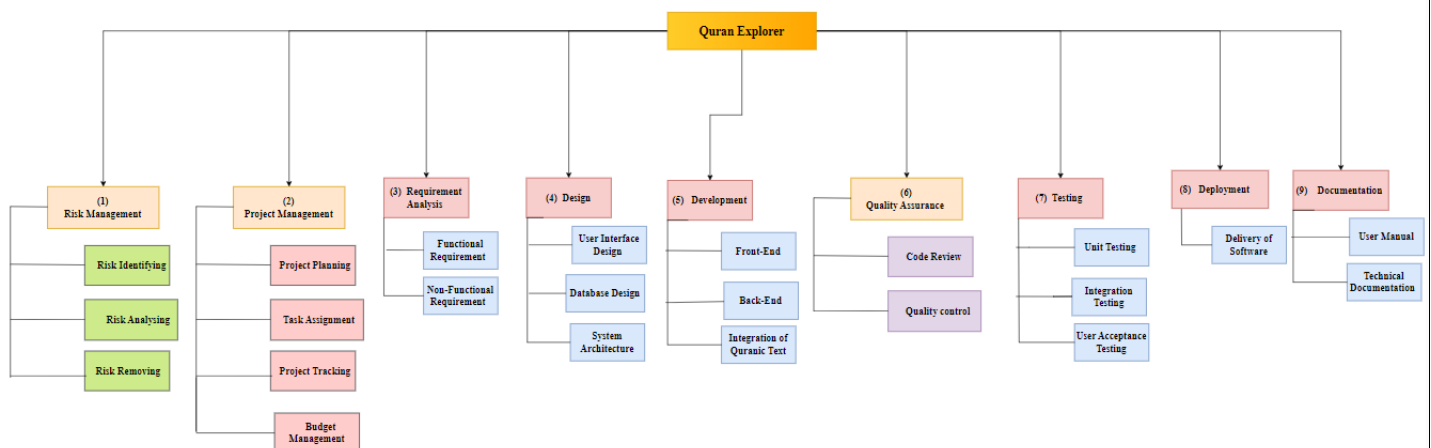 Quran Explorer
(1)
Risk Management
Risk Identifying
Risk Analysing
Risk Removing
(2)
Project Management
Project Planning
Task Assignment
Project Tracking
Budget
Management
(3) Requirement
Analysis
Functional
Requirement
Non-Functional
Requirement
(4) Design
User Interface
Design
Database Design
System
Architecture
(5) Development
Front-End
Back-End
Integration of
Quranic Text
(6)
Quality Assurance
Code Review
Quality control
(7) Testing
Unit Testing
Integration
Testing
User Acceptance
Testing
(8) Deployment
Delivery of
Software
(9) Documentation
User Manual
Technical
Documentation